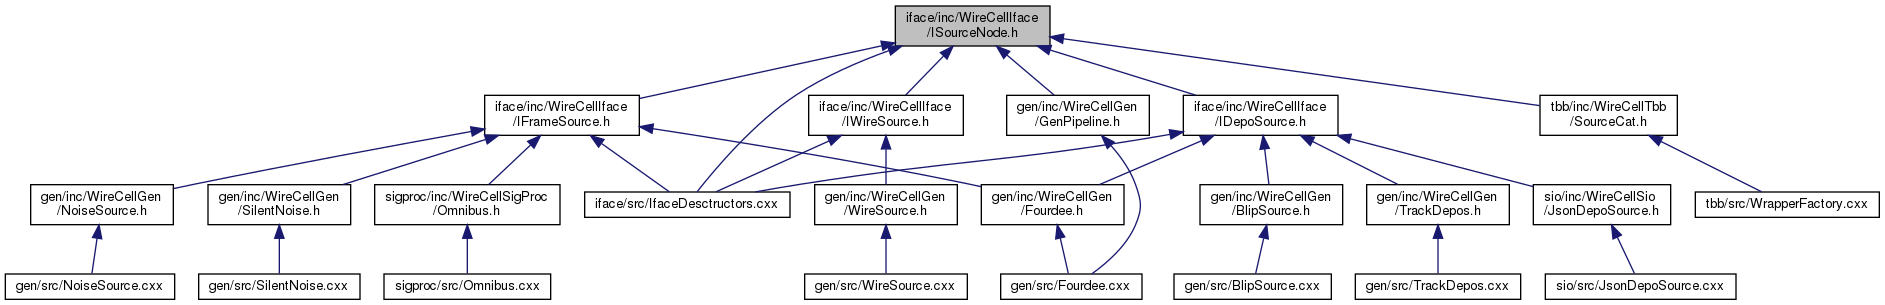 iface/inc/WireCellIface
/ISourceNode.h
iface/inc/WireCellIface
/IFrameSource.h
iface/inc/WireCellIface
/IWireSource.h
gen/inc/WireCellGen
/GenPipeline.h
iface/inc/WireCellIface
/IDepoSource.h
tbb/inc/WireCellTbb
/SourceCat.h
gen/inc/WireCellGen
/NoiseSource.h
gen/inc/WireCellGen
/SilentNoise.h
sigproc/inc/WireCellSigProc
/Omnibus.h
iface/src/IfaceDesctructors.cxx
gen/inc/WireCellGen
/WireSource.h
gen/inc/WireCellGen
/Fourdee.h
gen/inc/WireCellGen
/BlipSource.h
gen/inc/WireCellGen
/TrackDepos.h
sio/inc/WireCellSio
/JsonDepoSource.h
tbb/src/WrapperFactory.cxx
gen/src/NoiseSource.cxx
gen/src/SilentNoise.cxx
sigproc/src/Omnibus.cxx
gen/src/WireSource.cxx
gen/src/Fourdee.cxx
gen/src/BlipSource.cxx
gen/src/TrackDepos.cxx
sio/src/JsonDepoSource.cxx